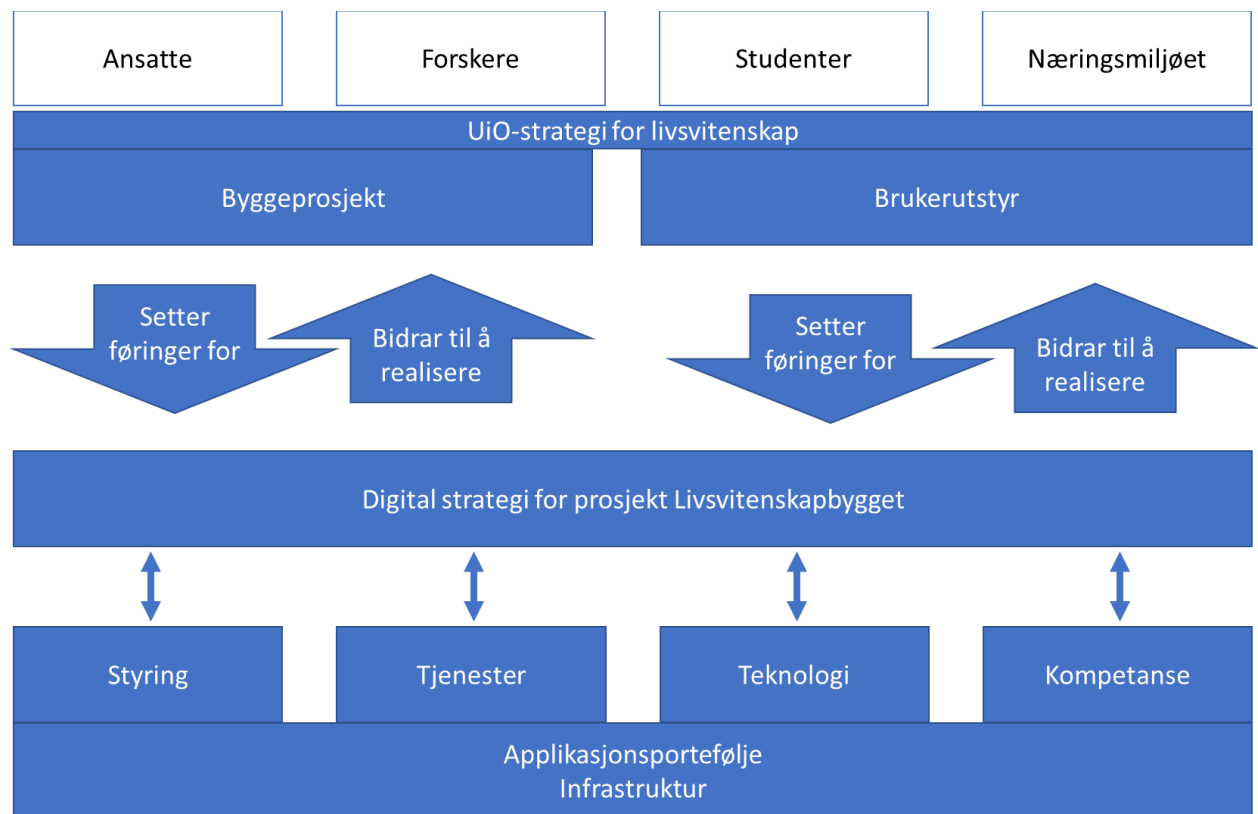 Ansatte
Forskere
Studenter
Næringsmiljøet
UiO-strategi for livsvitenskap
Byggeprosjekt
Brukerutstyr
Setter
føringer for
Bidrar til å
realisere
Setter
føringer for
Bidrar til å
realisere
Digital strategi for prosjekt Livsvitenskapbygget
Styring
Tjenester
Teknologi
Kompetanse
Applikasjonsportefølje
Infrastruktur